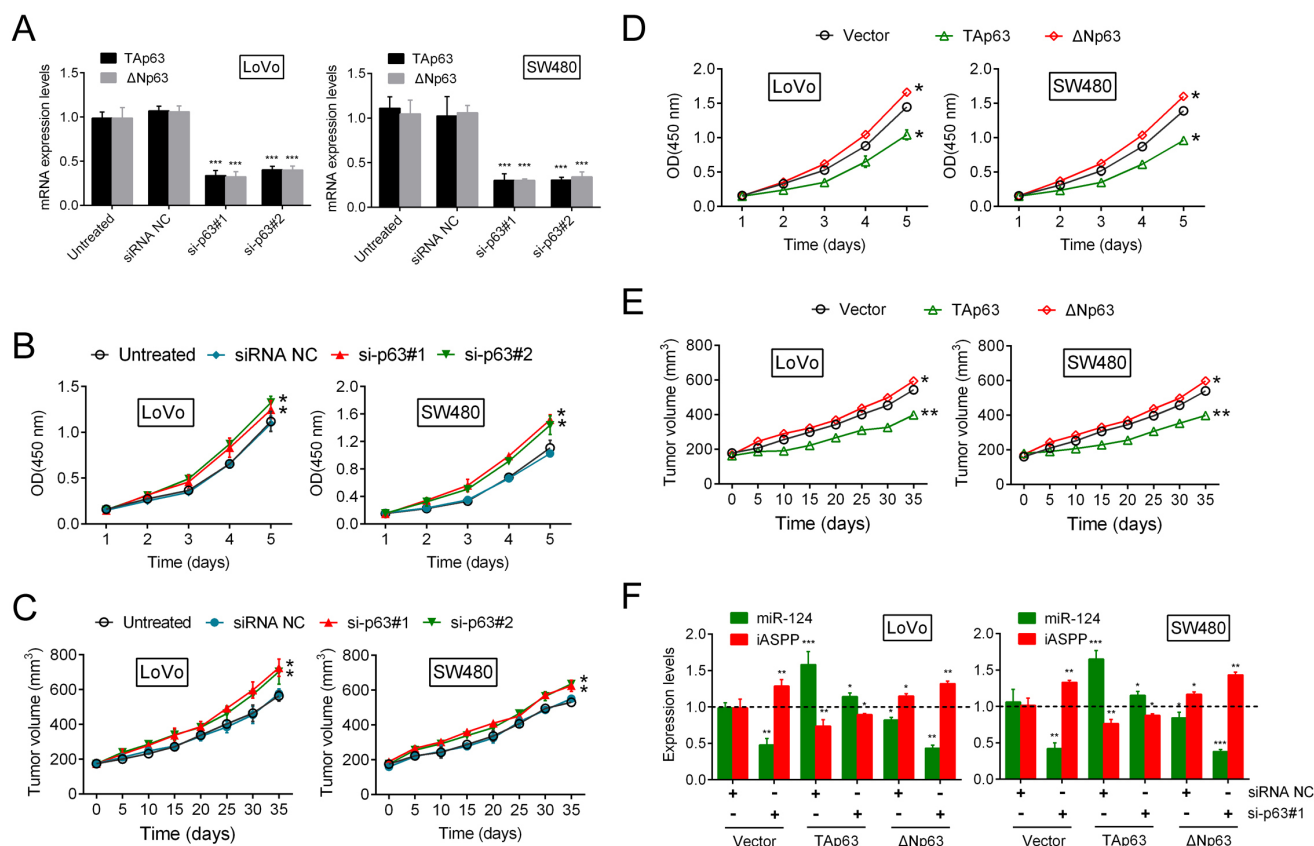 A
TAp63
ΔNp63
LoVo
mRNA expression levels
1.5
1.0
0.5
0.0
Untreated
siRNA NC
si-p63#1
si-p63#2
*** *** *** ***
TAp63
ΔNp63
SW480
mRNA expression levels
1.5
1.0
0.5
0.0
Untreated
siRNA NC
si-p63#1
si-p63#2
*** *** *** ***
B
Untreated siRNA NC si-p63#1 si-p63#2
LoVo
OD(450 nm)
1.5
1.0
0.5
0.0
1 2 3 4 5
Time (days)
*
*
SW480
OD(450 nm)
2.0
1.6
1.2
0.8
0.4
0.0
1 2 3 4 5
Time (days)
*
*
C
Untreated siRNA NC si-p63#1 si-p63#2
LoVo
Tumor volume (mm³)
800
600
400
200
0
0 5 10 15 20 25 30 35
Time (days)
*
*
SW480
Tumor volume (mm³)
800
600
400
200
0
0 5 10 15 20 25 30 35
Time (days)
*
*
D
Vector TAp63 ΔNp63
LoVo
OD(450 nm)
2.0
1.5
1.0
0.5
0.0
1 2 3 4 5
Time (days)
*
*
SW480
OD(450 nm)
2.0
1.5
1.0
0.5
0.0
1 2 3 4 5
Time (days)
*
*
E
Vector TAp63 ΔNp63
LoVo
Tumor volume (mm³)
800
600
400
200
0
0 5 10 15 20 25 30 35
Time (days)
*
**
SW480
Tumor volume (mm³)
800
600
400
200
0
0 5 10 15 20 25 30 35
Time (days)
*
**
F
miR-124
iASPP
LoVo
Expression levels
2.0
1.5
1.0
0.5
0.0
** ** *** ** * * * * ** **
miR-124
iASPP
SW480
2.0
1.5
1.0
0.5
0.0
** ** *** ** * * * * *** **
+ - + - + - + - + - + - siRNA NC
- + - + - + - + - + - + si-p63#1
Vector TAp63 ΔNp63 Vector TAp63 ΔNp63